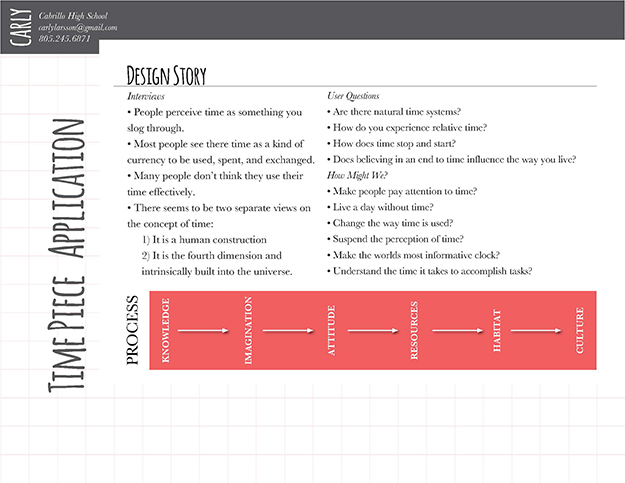 CARLY
Cabrillo High School
carlylarsson@gmail.com
805.245.6871
TIMEPIECE APPLICATION
DESIGN STORY
Interviews
• People perceive time as something you
slog through.
• Most people see there time as a kind of
currency to be used, spent, and exchanged.
• Many people don't think they use their
time effectively.
• There seems to be two separate views on
the concept of time:
1) It is a human construction
2) It is the fourth dimension and
intrinsically built into the universe.
User Questions
• Are there natural time systems?
• How do you experience relative time?
• How does time stop and start?
• Does believing in an end to time influence the way you live?
How Might We?
• Make people pay attention to time?
• Live a day without time?
• Change the way time is used?
• Suspend the perception of time?
• Make the worlds most informative clock?
• Understand the time it takes to accomplish tasks?
PROCESS
KNOWLEDGE
IMAGINATION
ATTITUDE
RESOURCES
HABITAT
CULTURE